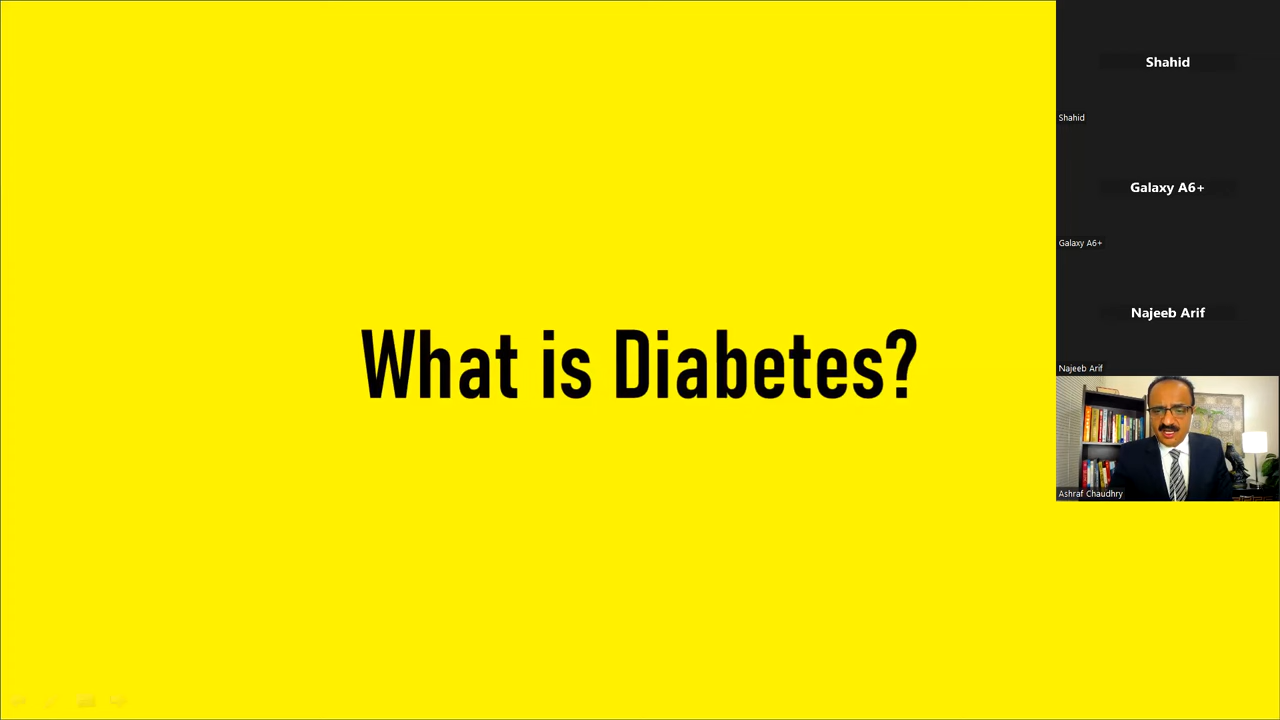 What is Diabetes?
Shahid
Shahid
Galaxy A6+
Galaxy A6+
Najeeb Arif
Najeeb Arif
Ashraf Chaudhry